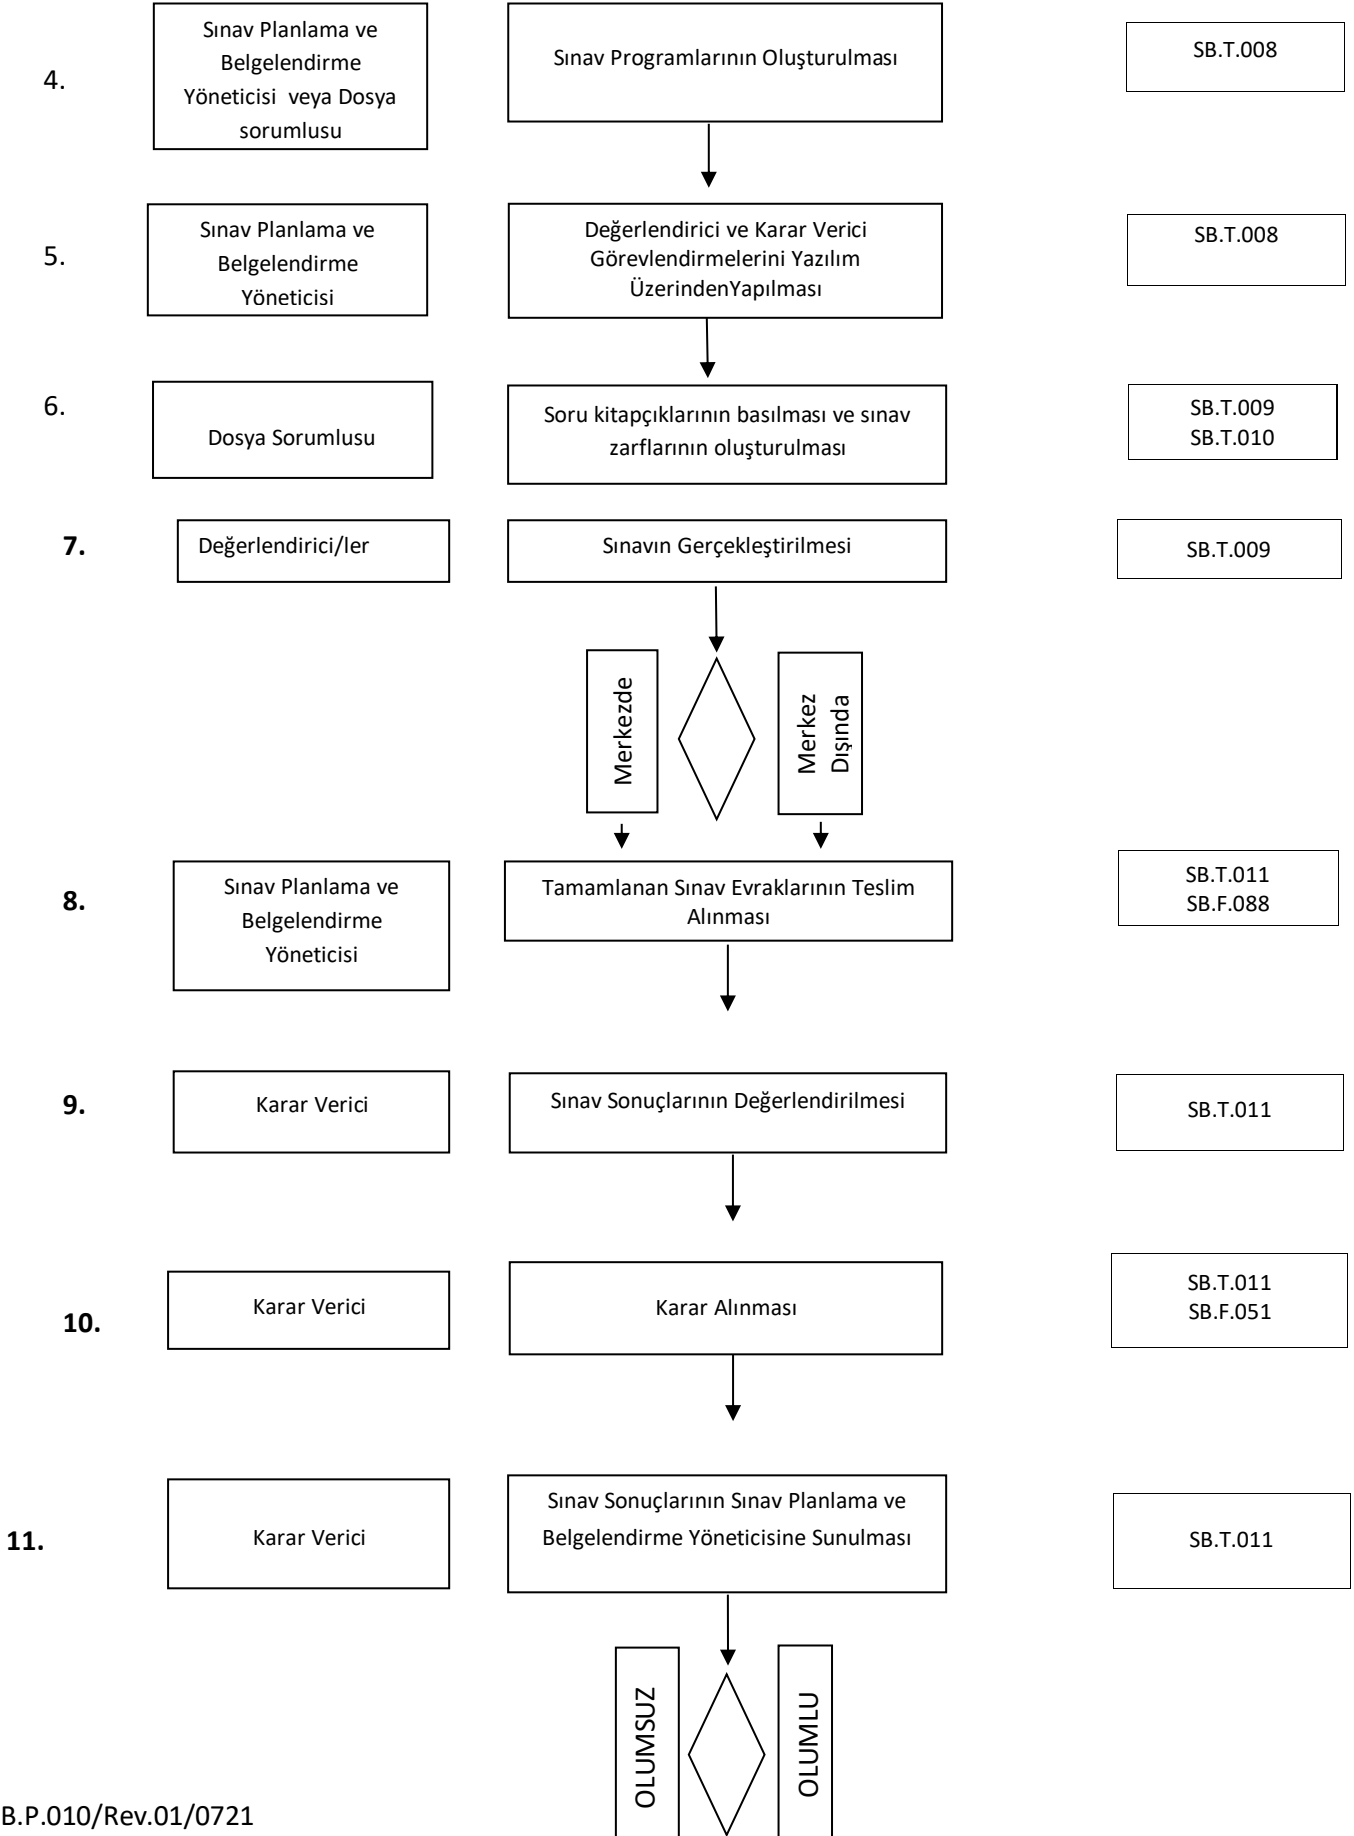 4.
Sınav Planlama ve
Belgelendirme
Yöneticisi  veya Dosya
sorumlusu
Sınav Programlarının Oluşturulması
SB.T.008
5.
Sınav Planlama ve
Belgelendirme
Yöneticisi
Değerlendirici ve Karar Verici
Görevlendirmelerini Yazılım
ÜzerindenYapılması
SB.T.008
6.
Dosya Sorumlusu
Soru kitapçıklarının basılması ve sınav
zarflarının oluşturulması
SB.T.009
SB.T.010
7.
Değerlendirici/ler
Sınavın Gerçekleştirilmesi
SB.T.009
Merkezde
Merkez
Dışında
8.
Sınav Planlama ve
Belgelendirme
Yöneticisi
Tamamlanan Sınav Evraklarının Teslim
Alınması
SB.T.011
SB.F.088
9.
Karar Verici
Sınav Sonuçlarının Değerlendirilmesi
SB.T.011
10.
Karar Verici
Karar Alınması
SB.T.011
SB.F.051
11.
Karar Verici
Sınav Sonuçlarının Sınav Planlama ve
Belgelendirme Yöneticisine Sunulması
SB.T.011
OLUMSUZ
OLUMLU
B.P.010/Rev.01/0721